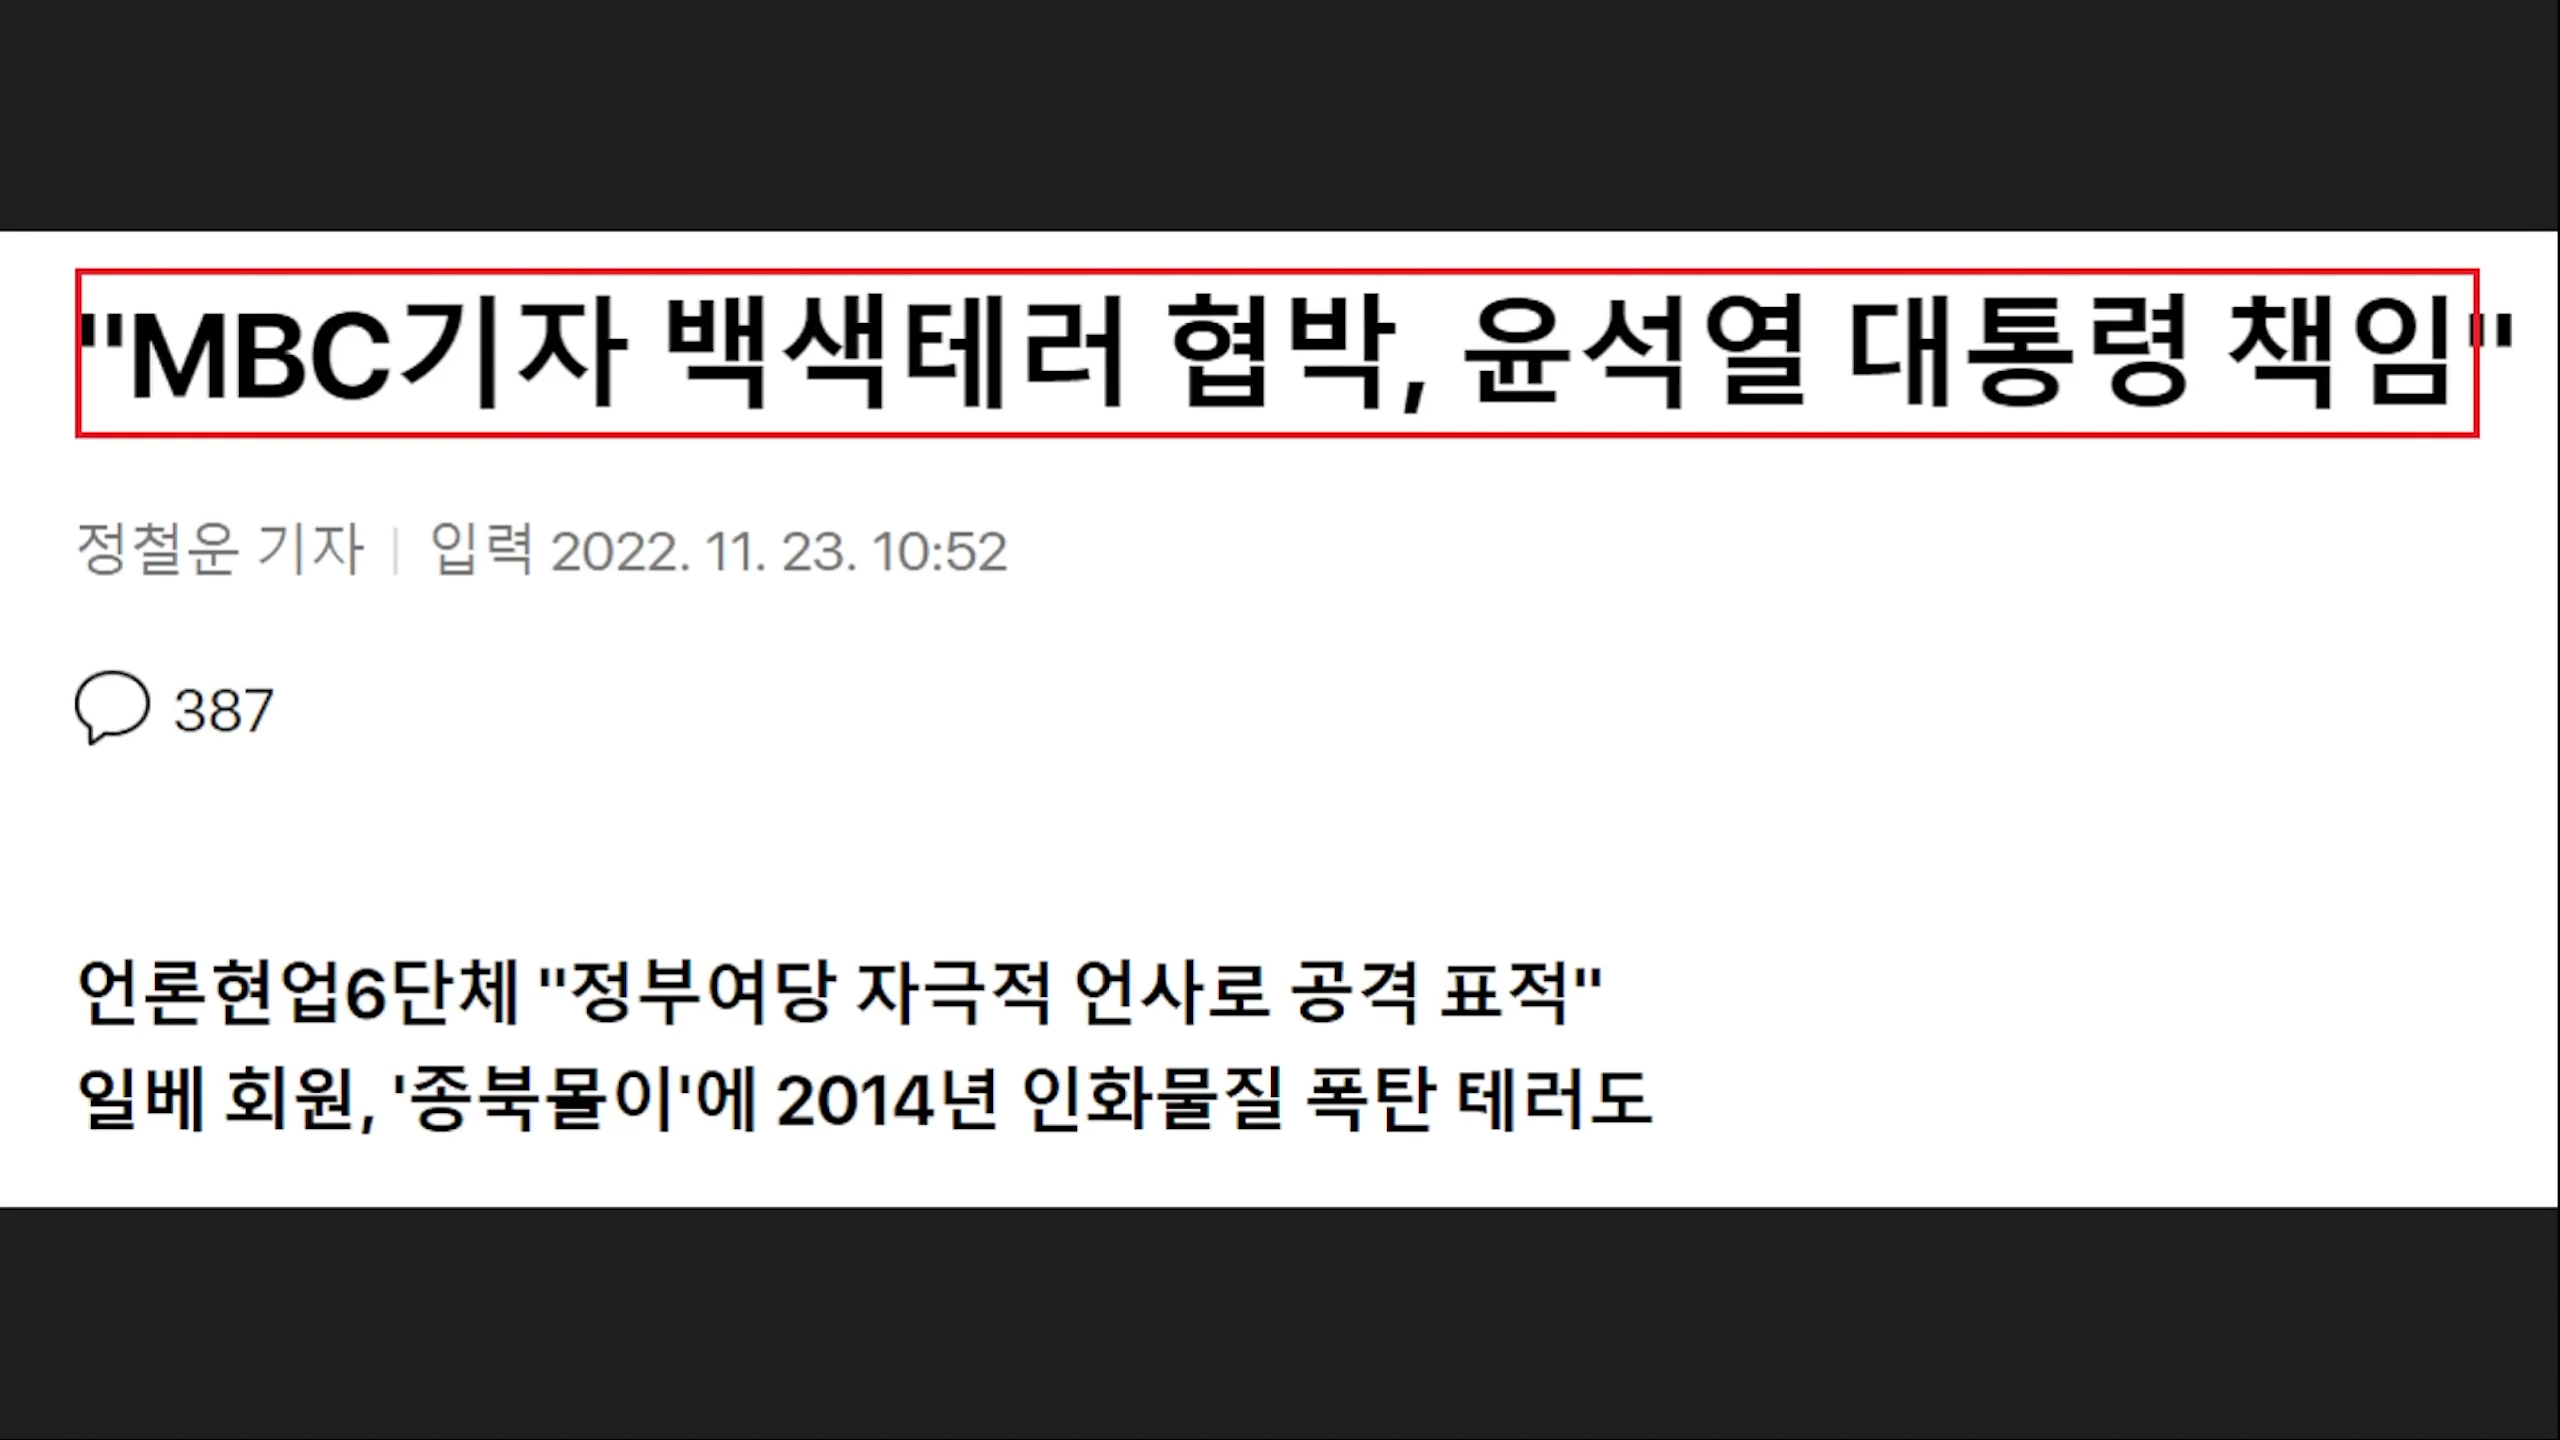 "MBC기자 백색테러 협박, 윤석열 대통령 책임"
정철운 기자 | 입력 2022. 11. 23. 10:52
387
언론현업6단체 "정부여당 자극적 언사로 공격 표적"
일베 회원, '종북몰이'에 2014년 인화물질 폭탄 테러도